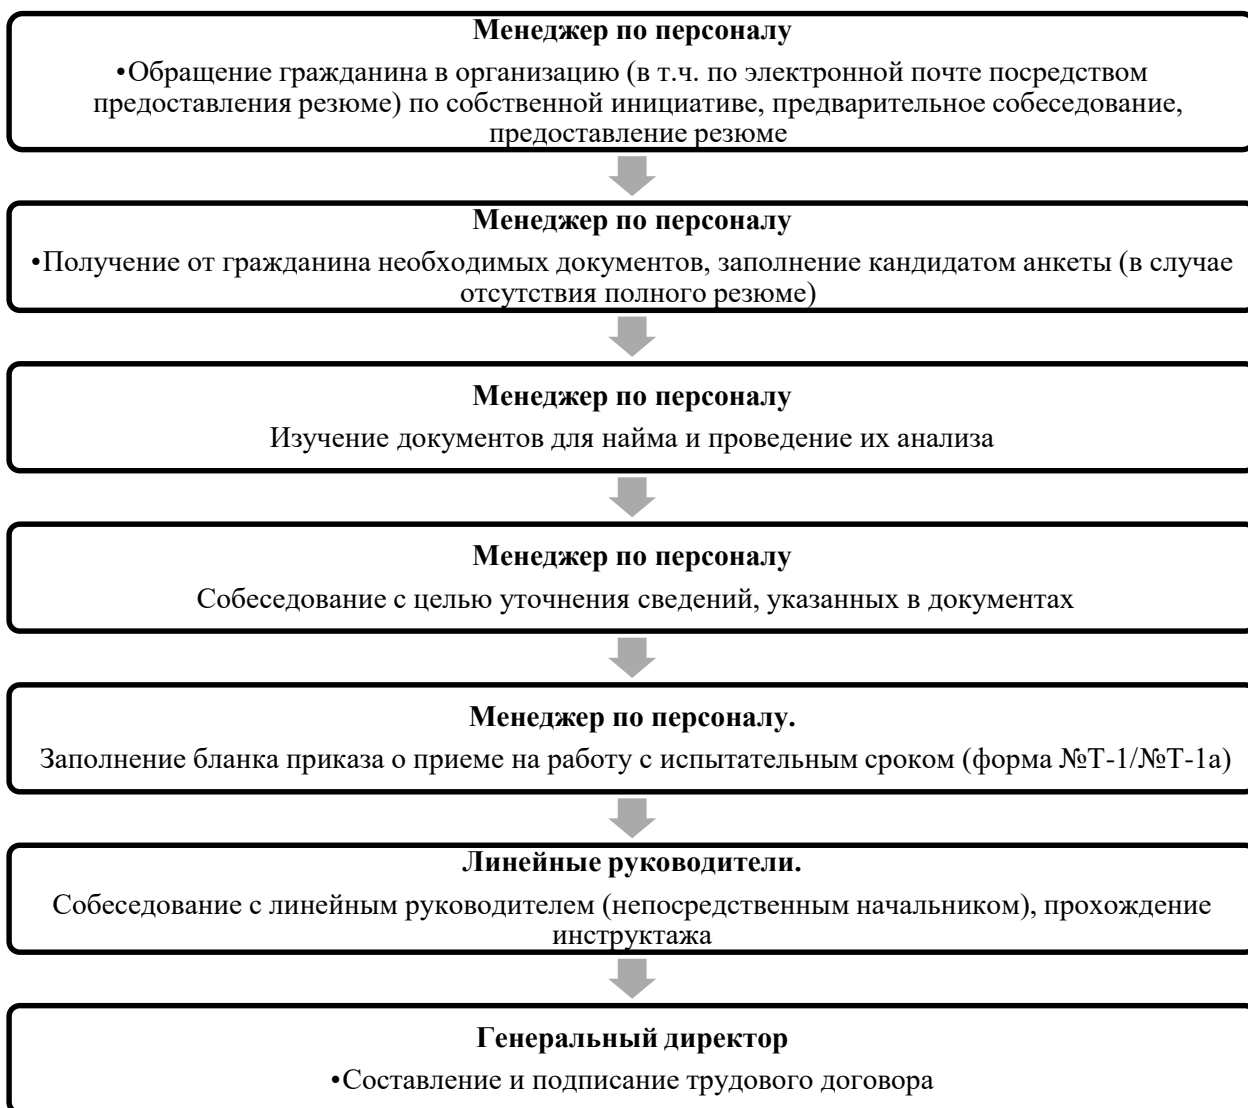 Менеджер по персоналу
•Обращение гражданина в организацию (в т.ч. по электронной почте посредством
предоставления резюме) по собственной инициативе, предварительное собеседование,
предоставление резюме
Менеджер по персоналу
•Получение от гражданина необходимых документов, заполнение кандидатом анкеты (в случае
отсутствия полного резюме)
Менеджер по персоналу
Изучение документов для найма и проведение их анализа
Менеджер по персоналу
Собеседование с целью уточнения сведений, указанных в документах
Менеджер по персоналу.
Заполнение бланка приказа о приеме на работу с испытательным сроком (форма №Т-1/№Т-1а)
Линейные руководители.
Собеседование с линейным руководителем (непосредственным начальником), прохождение
инструктажа
Генеральный директор
•Составление и подписание трудового договора